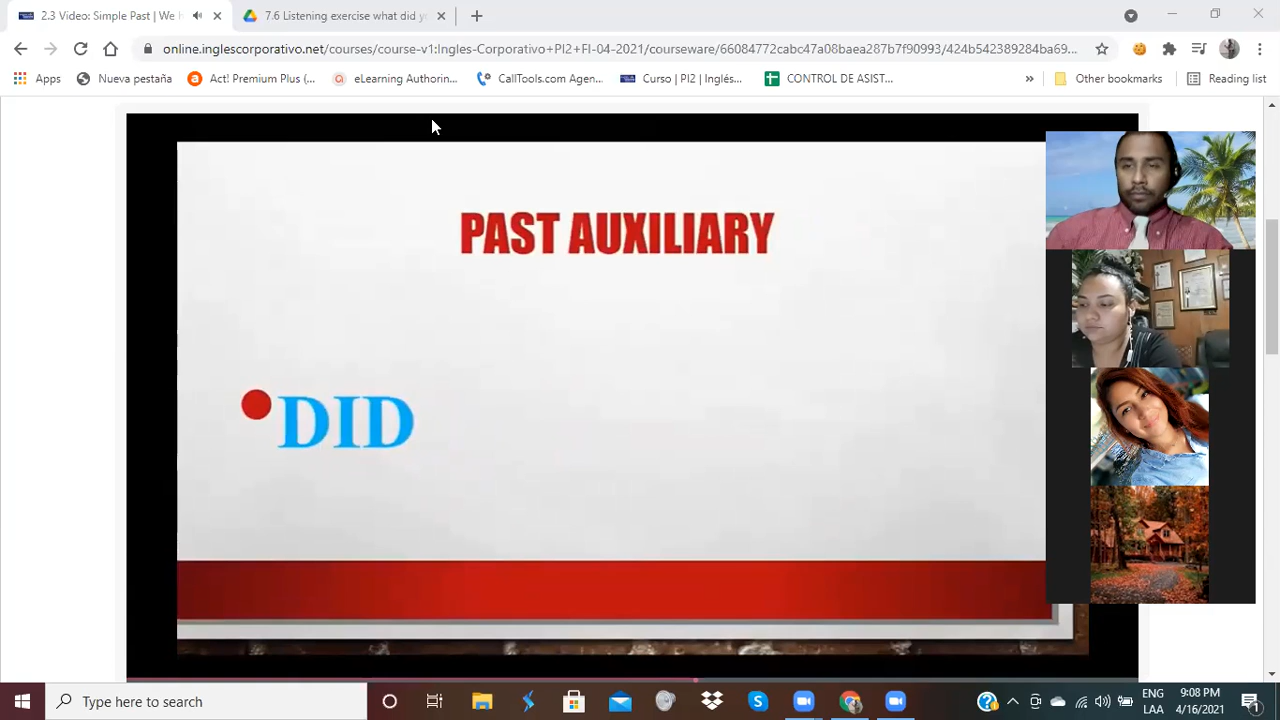 2.3 Video: Simple Past | We
7.6 Listening exercise what did yo
online.inglescorporativo.net/courses/course-v1:Ingles-Corporativo+PI2+FI-04-2021/courseware/66084772cabc47a08baea287b7f90993/424b542389284ba69...
Apps
Nueva pestaña
Act! Premium Plus (...
eLearning Authorin...
CallTools.com Agen...
Curso | PI2 | Inglés...
CONTROL DE ASIST...
»
Other bookmarks
Reading list
PAST AUXILIARY
DID
Type here to search
ENG
LAA
9:08 PM
4/16/2021